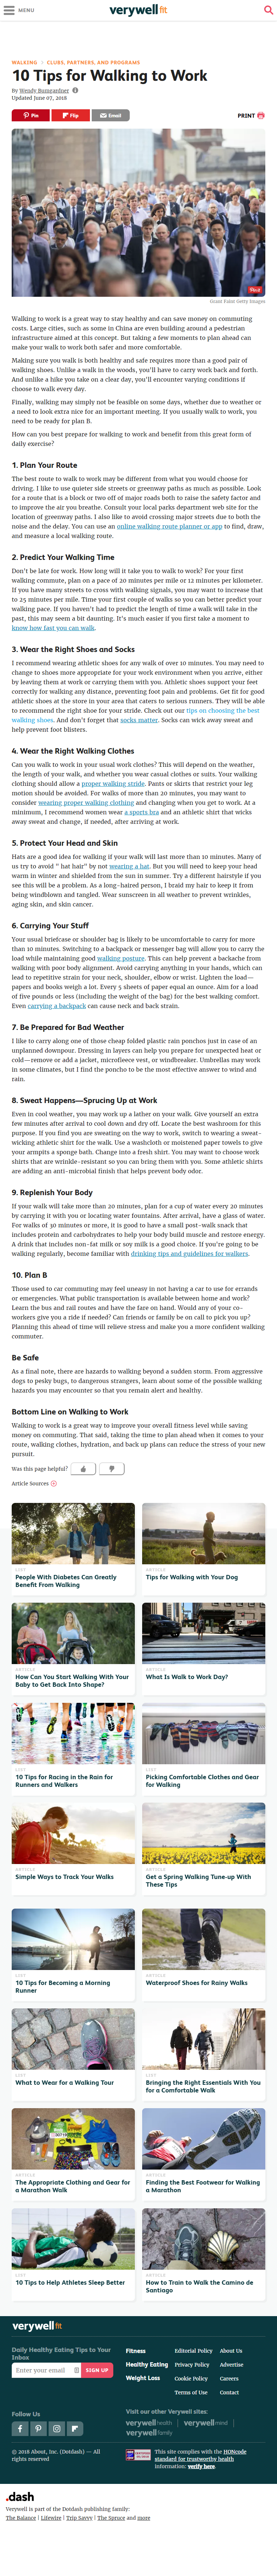 MENU
verywell fit
WALKING > CLUBS, PARTNERS, AND PROGRAMS
10 Tips for Walking to Work
By Wendy Bumgardner
Updated June 07, 2018
Pin
Flip
Email
PRINT
Pin it
Grant Faint Getty Images
Walking to work is a great way to stay healthy and can save money on commuting
costs. Large cities, such as some in China are even building around a pedestrian
infrastructure aimed at this concept. But taking a few moments to plan ahead can
make your walk to work both safer and more comfortable.
Making sure you walk is both healthy and safe requires more than a good pair of
walking shoes. Unlike a walk in the woods, you'll have to carry work back and forth.
And unlike a hike you take on a clear day, you'll encounter varying conditions if
choose to walk every day.
Finally, walking may simply not be feasible on some days, whether due to weather or
a need to look extra nice for an important meeting. If you usually walk to work, you
need to be ready for plan B.
How can you best prepare for walking to work and benefit from this great form of
daily exercise?
1. Plan Your Route
The best route to walk to work may be different from what you would choose for
driving. I like to use quieter side streets or greenway paths as much as possible. Look
for a route that avoids crossing busy streets and is at least a block off of major roads
to improve the air you breathe. Consult your local parks department web site for the
location of greenway paths. I also like to avoid crossing major streets due to both the
noise and the delay. You can use an online walking route planner or app to find, draw,
and measure a local walking route.
2. Predict Your Walking Time
Don't be late for work. How long will it take you to walk to work? For your first
walking commute, plan on a pace of 20 minutes per mile or 12 minutes per kilometer.
If you have many streets to cross with walking signals, you may want to increase that
to 25 minutes per mile. Time your first couple of walks so you can better predict your
walking pace. If you haven't had to predict the length of time a walk will take in the
past, this may seem a bit daunting. It's much easier if you first take a moment to
know how fast you can walk.
3. Wear the Right Shoes and Socks
I recommend wearing athletic shoes for any walk of over 10 minutes. You may need to
change to shoes more appropriate for your work environment when you arrive, either
by leaving them at work or carrying them with you. Athletic shoes support your feet
and give flexibility, cushioning, and prevent overpronating. Get fit for good solid
athletic shoes at the store in your area that caters to serious runners. They will be able
to recommend the right shoe for your stride. Check out our tips on choosing the best
walking shoes. And don't forget that socks matter. Socks can wick away sweat and
help prevent foot blisters.
4. Wear the Right Walking Clothes
Can you walk to work in your usual work clothes? This will depend on the weather,
the length of your walk, and whether you wear casual clothes or suits. Your walking
clothes should allow a proper walking stride. Pants or skirts that restrict your leg
motion should be avoided. For walks of more than 10 minutes, you may want to
consider wearing proper walking clothing and changing when you get to work. At a
minimum, I recommend women wear a sports bra and an athletic shirt that wicks
away sweat and change, if needed, after arriving at work.
5. Protect Your Head and Skin
Hats are a good idea for walking if your walk will last more than 10 minutes. Many of
us try to avoid " hat hair" by not wearing a hat. But you will need to keep your head
warm in winter and shielded from the sun in summer. Try a different hairstyle if you
see this will be a problem. As a long-haired person, I braid my hair to keep it from
being windblown and tangled. Wear sunscreen in all weather to prevent wrinkles,
aging skin, and skin cancer.
6. Carrying Your Stuff
Your usual briefcase or shoulder bag is likely to be uncomfortable to carry for more
than 10 minutes. Switching to a backpack or messenger bag will allow you to carry the
load while maintaining good walking posture. This can help prevent a backache from
walking with poor body alignment. Avoid carrying anything in your hands, which can
lead to repetitive strain for your neck, shoulder, elbow or wrist. Lighten the load—
papers and books weigh a lot. Every 5 sheets of paper equal an ounce. Aim for a load
of five pounds or less (including the weight of the bag) for the best walking comfort.
Even carrying a backpack can cause neck and back strain.
7. Be Prepared for Bad Weather
I like to carry along one of those cheap folded plastic rain ponchos just in case of an
unplanned downpour. Dressing in layers can help you prepare for unexpected heat or
cold—remove or add a jacket, microfleece vest, or windbreaker. Umbrellas may work
in some climates, but I find the poncho to be the most effective when it starts to wind and
rain.
8. Sweat Happens—Sprucing Up at Work
Even in cool weather, you may work up a lather on your walk. Give yourself an extra
few minutes after arrival to cool down and dry off. Locate the best washroom for this
purpose. If you find you are sweating on the way to work, switch to wearing a sweat-
wicking athletic shirt for the walk. Use a washcloth or moistened paper towels to give
your armpits a sponge bath. Change into a fresh shirt. You may want to choose work
shirts that are wrinkle-resistant so you can bring them with you. Some athletic shirts
are adding an anti-microbial finish that helps prevent body odor.
9. Replenish Your Body
If your walk will take more than 20 minutes, plan for a cup of water every 20 minutes
by carrying it with you or locating fountains. After arrival, have a glass of water. For
walks of 30 minutes or more, it is good to have a small post-walk snack that
includes complex carbohydrates to help your body replenish its stores of energy.
A drink that includes non-fat milk or soy milk is a good choice. If you're going to be
walking regularly, become familiar with drinking tips and guidelines for walkers.
10. Plan B
Those used to car commuting may feel uneasy in not having a car to use for errands
or emergencies. What public transportation is available between home and work?
Learn the bus and rail routes and have the fare on hand. Would any of your co-
workers give you a ride if needed? Can friends or family be on call to pick you up?
Planning this ahead of time will relieve stress and allow you to enjoy your walking
commuter.
Be Safe
As a final note, there are hazards to walking beyond a sudden storm. From aggressive
dogs to pesky bugs, to dangerous strangers, learn about some of the possible walking
hazards you may encounter so that you remain alert and healthy.
Bottom Line on Walking to Work
Walking to work is a great way to improve your overall fitness level while saving
money on commuting. That said, taking the time to plan ahead when it comes to your
route, walking clothes, hydration, and back up plans can reduce the stress of your new
pursuit.
Was this page helpful?
Article Sources
LIST
People With Diabetes Can Greatly
Benefit From Walking
ARTICLE
Tips for Walking with Your Dog
ARTICLE
How Can You Start Walking With Your
Baby to Get Back Into Shape?
ARTICLE
What Is Walk to Work Day?
LIST
10 Tips for Racing in the Rain for
Runners and Walkers
LIST
Picking Comfortable Clothes and Gear
for Walking
ARTICLE
Simple Ways to Track Your Walks
ARTICLE
Get a Spring Walking Tune-up With
These Tips
LIST
10 Tips for Becoming a Morning
Runner
ARTICLE
Waterproof Shoes for Rainy Walks
LIST
What to Wear for a Walking Tour
LIST
Bringing the Right Essentials With You
for a Comfortable Walk
ARTICLE
The Appropriate Clothing and Gear for
a Marathon Walk
ARTICLE
Finding the Best Footwear for Walking
a Marathon
LIST
10 Tips to Help Athletes Sleep Better
ARTICLE
How to Train to Walk the Camino de
Santiago
verywell fit
Daily Healthy Eating Tips to Your
Inbox
Enter your email
SIGN UP
Follow Us
© 2018 About, Inc. (Dotdash) — All
rights reserved
Fitness
Healthy Eating
Weight Loss
Editorial Policy
Privacy Policy
Cookie Policy
Terms of Use
About Us
Advertise
Careers
Contact
Visit our other Verywell sites:
verywell health
verywell mind
verywell family
This site complies with the HONcode
standard for trustworthy health
information: verify here.
.dash
Verywell is part of the Dotdash publishing family:
The Balance | Lifewire | Trip Savvy | The Spruce and more